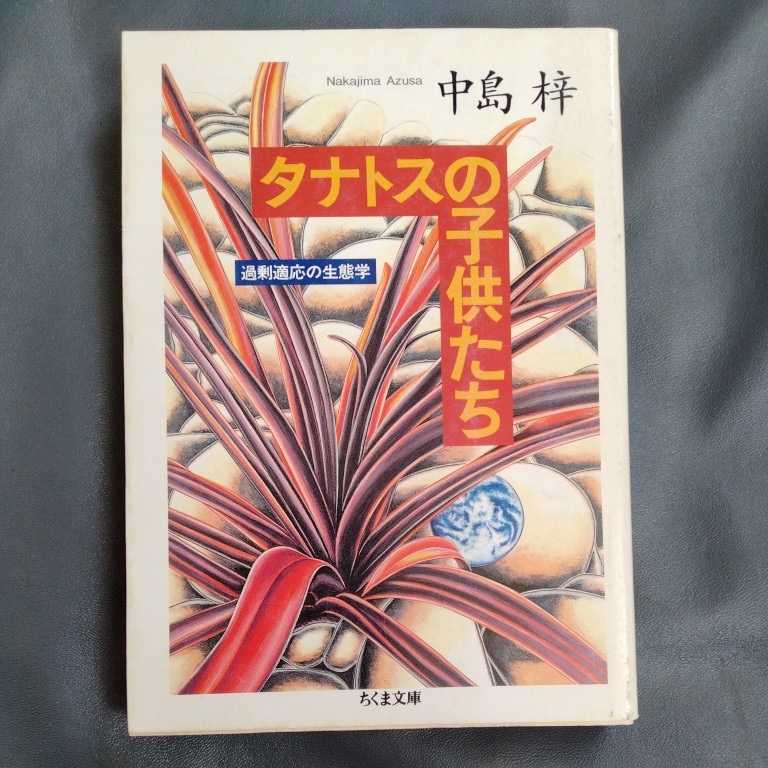 Nakajima Azusa
中島 梓
タナトスの子供たち
過剰適応の生態学
ちくま文庫